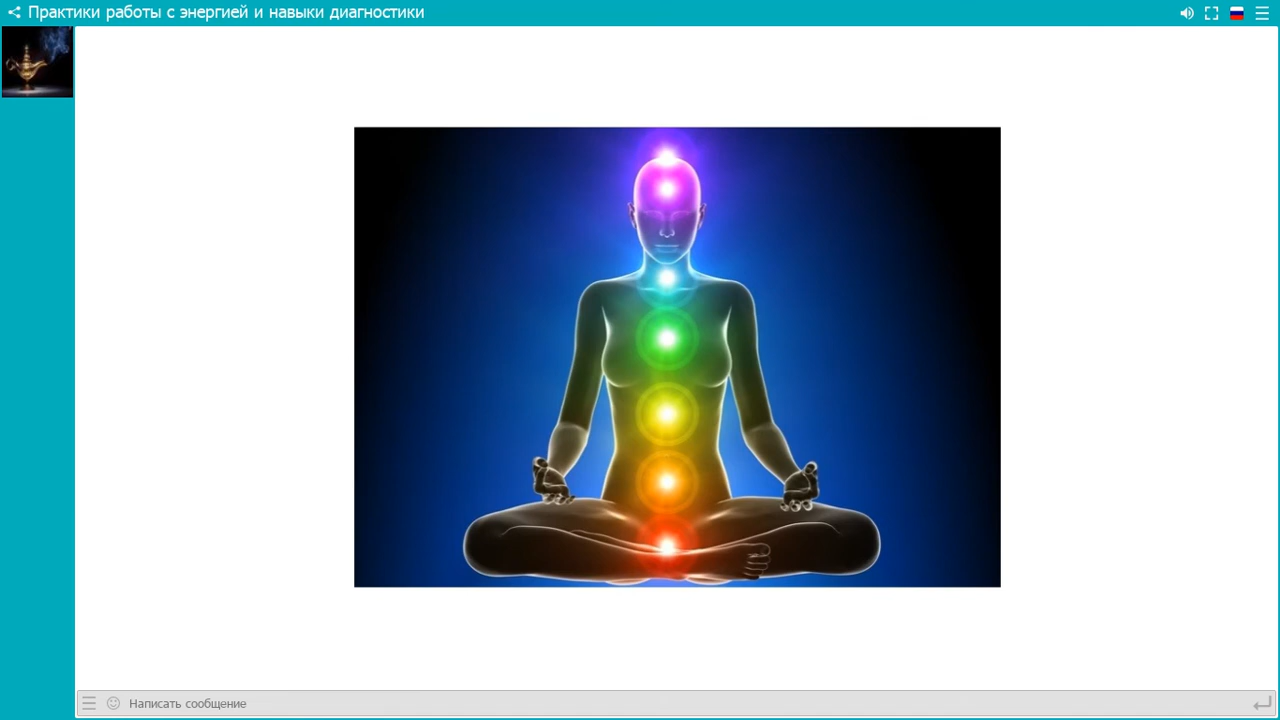 Практики работы с энергией и навыки диагностики
Написать сообщение